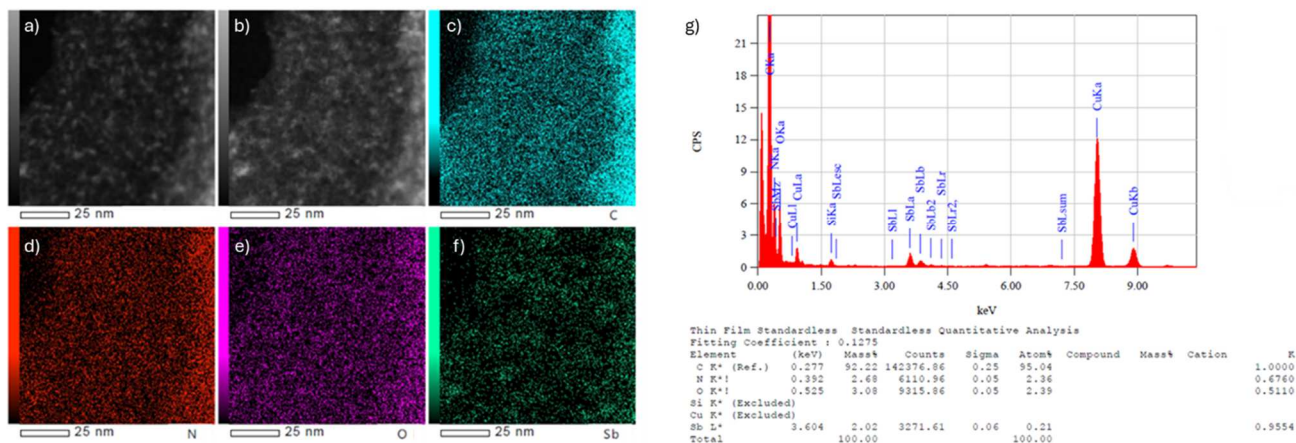 a)
b)
c)
25 nm
25 nm
25 nm
C
d)
e)
f)
25 nm
N
25 nm
O
25 nm
Sb
g)
CPS
21
18
15
12
9
6
3
0
CKa
OKa
NKa
SbMz
CuLl
CuLa
SiKa
SbLesc
SbLl
SbLa
SbLb
SbLb2
SbLr
SbLr2,
SbLsum
CuKa
CuKb
0.00 1.50 3.00 4.50 6.00 7.50 9.00
keV
Thin Film Standardless Standardless Quantitative Analysis
Fitting Coefficient : 0.1275
Element (keV) Mass% Counts Sigma Atom% Compound Mass% Cation K
C K* (Ref.) 0.277 92.22 142376.86 0.25 95.04 1.0000
N K*! 0.392 2.68 6110.96 0.05 2.36 0.6760
O K*! 0.525 3.08 9315.86 0.05 2.39 0.5110
Si K* (Excluded)
Cu K* (Excluded)
Sb L* 3.604 2.02 3271.61 0.06 0.21 0.9554
Total 100.00 100.00